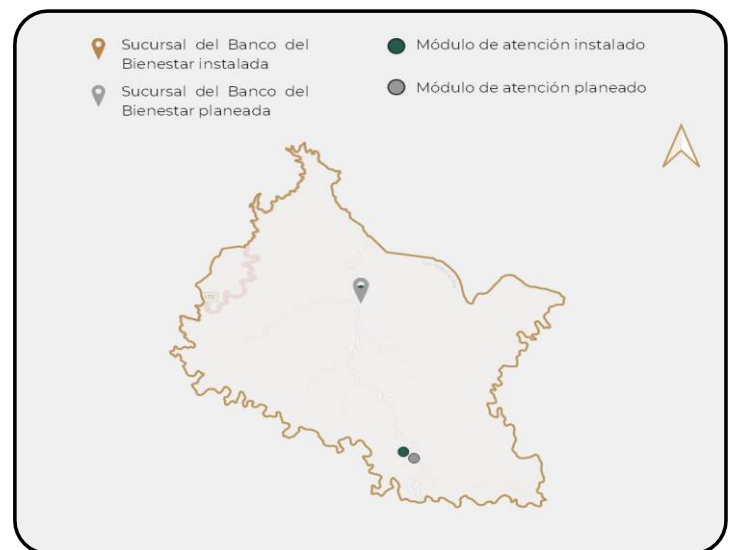 Sucursal del Banco del
Bienestar instalada
Sucursal del Banco del
Bienestar planeada
Módulo de atención instalado
Módulo de atención planeado